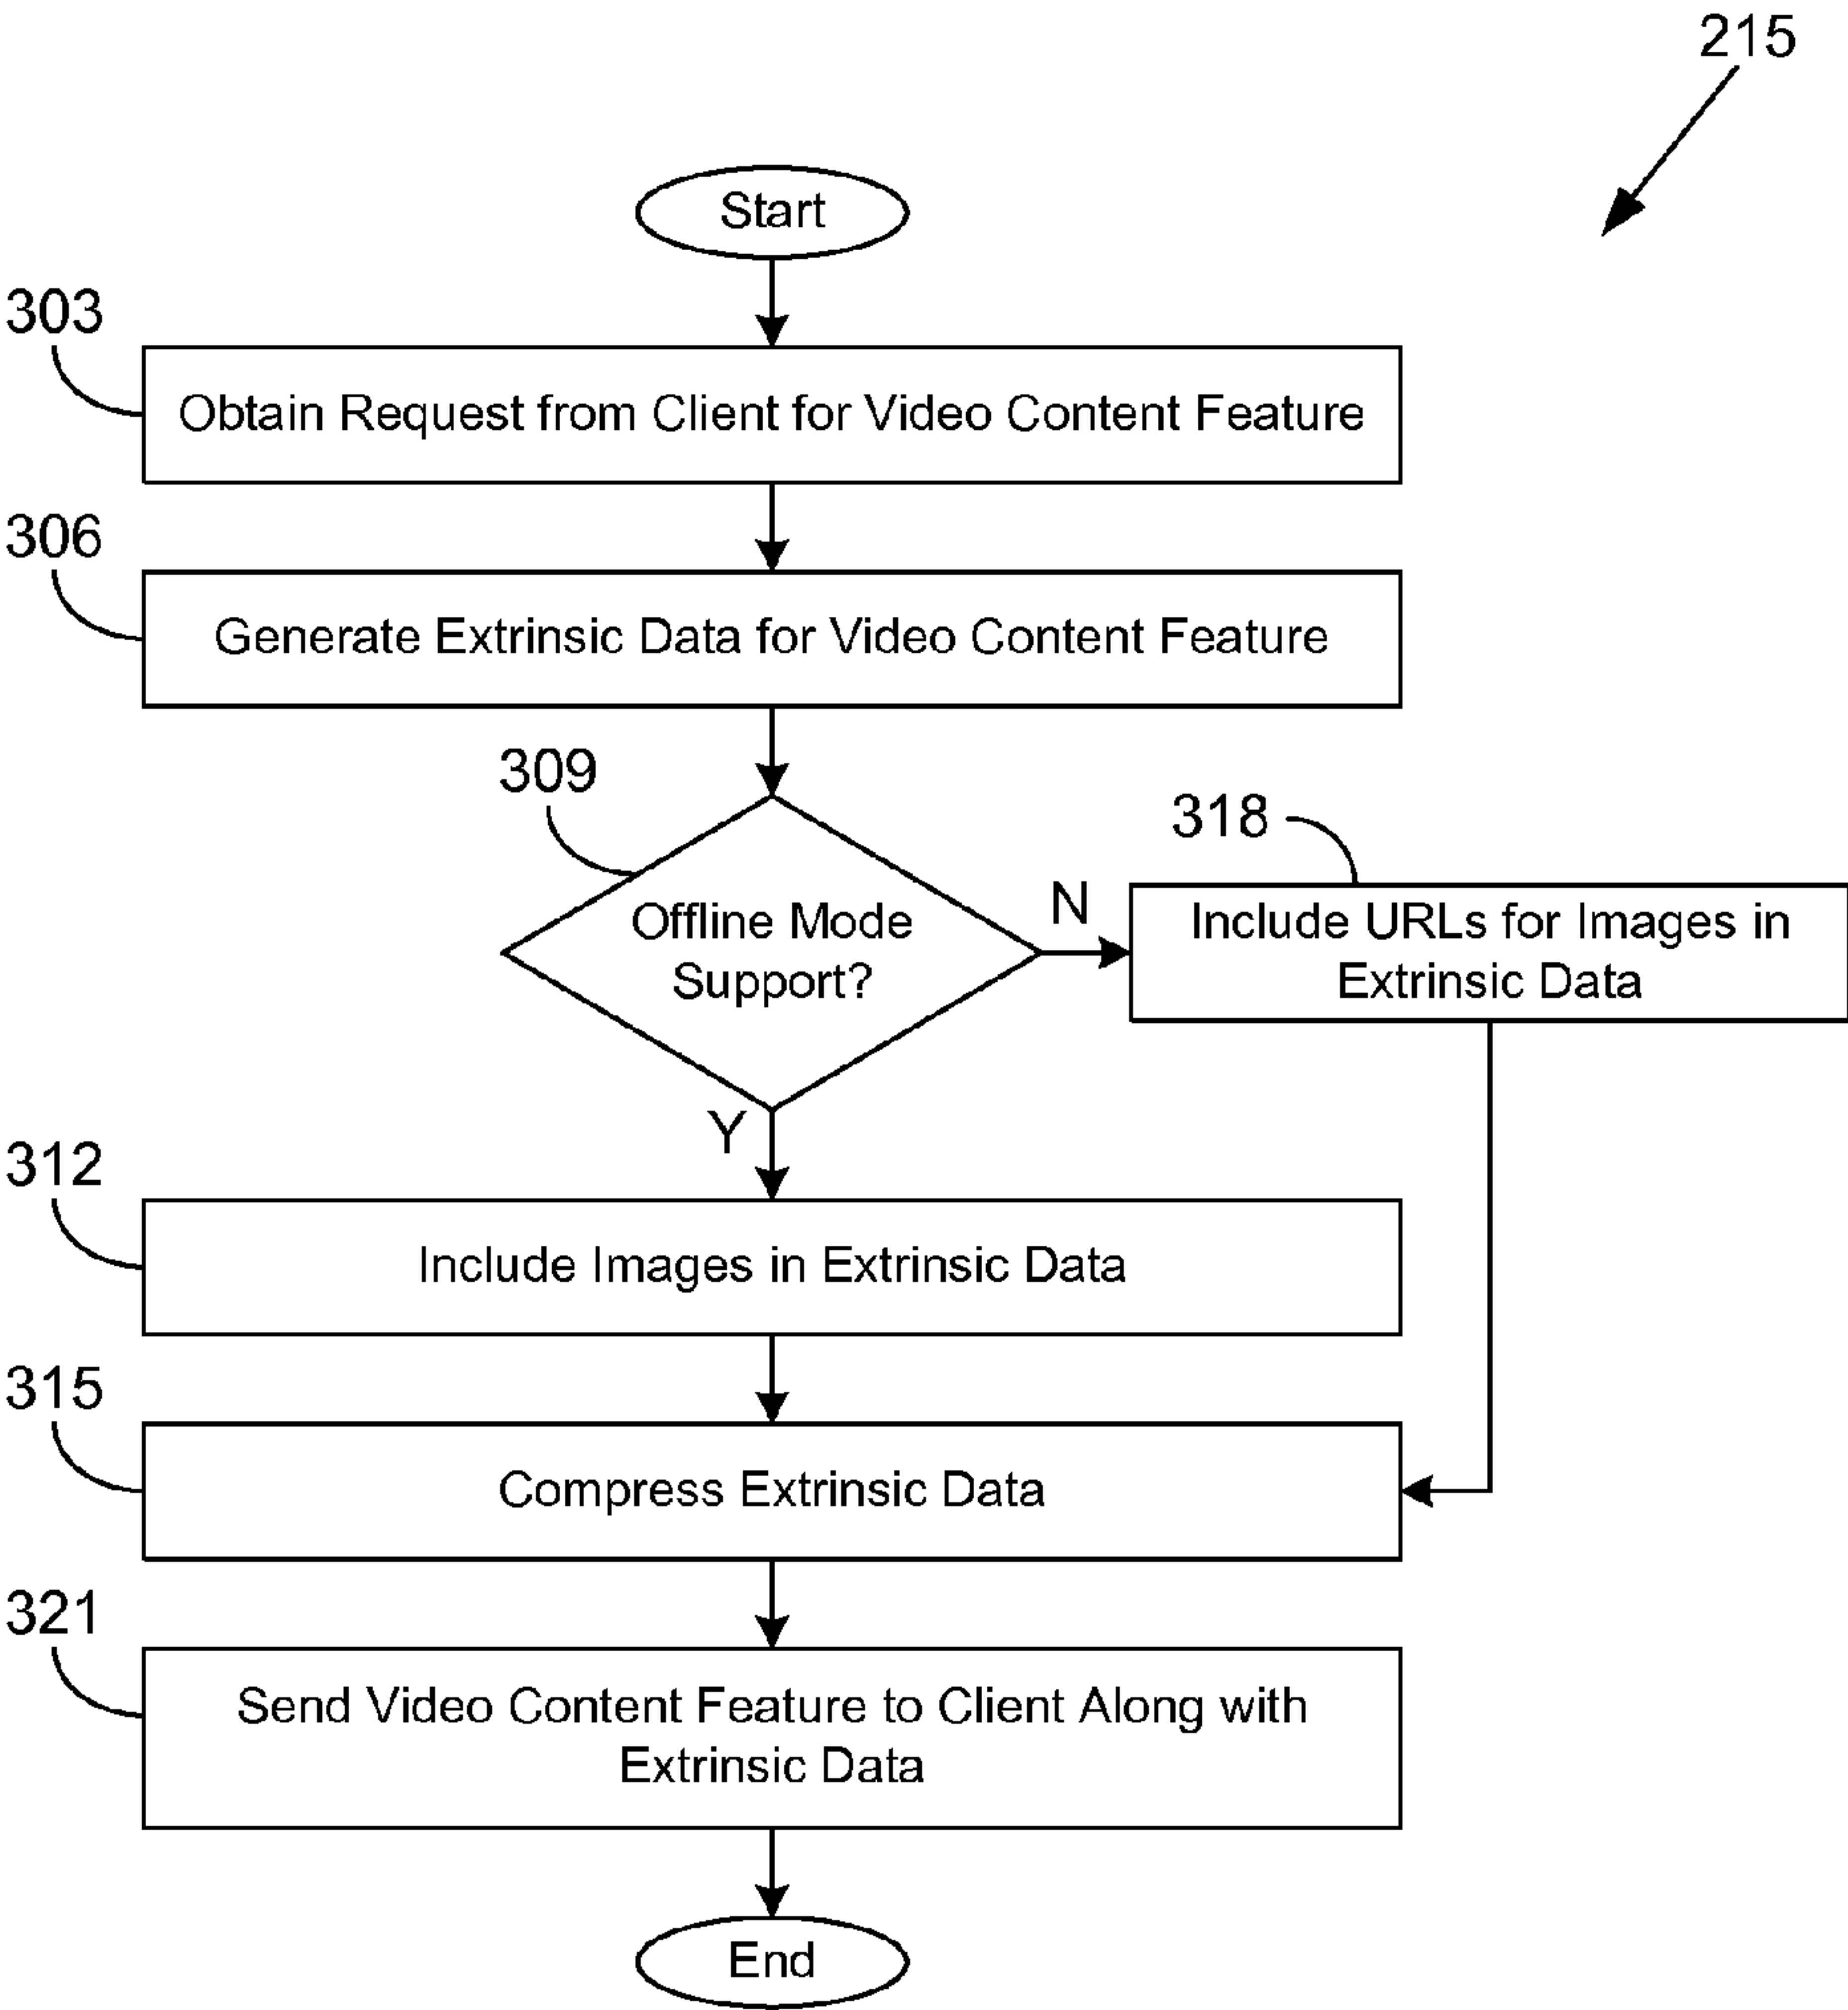 215
Start
303
Obtain Request from Client for Video Content Feature
306
Generate Extrinsic Data for Video Content Feature
309
Offline Mode
Support?
N
318
Include URLs for Images in
Extrinsic Data
Y
312
Include Images in Extrinsic Data
315
Compress Extrinsic Data
321
Send Video Content Feature to Client Along with
Extrinsic Data
End